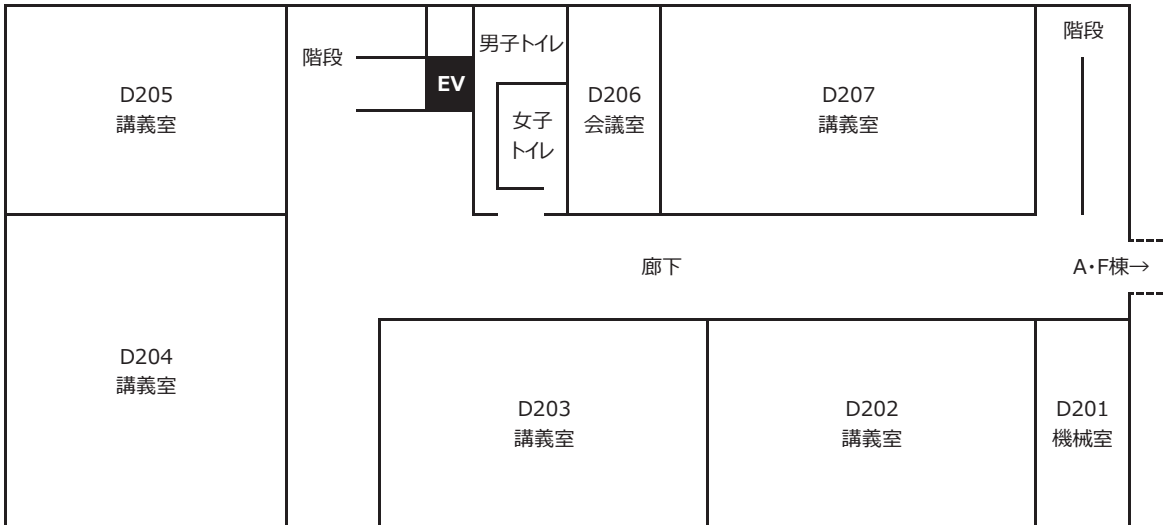 階段
男子トイレ
階段
EV
D205
講義室
女子
トイレ
D206
会議室
D207
講義室
廊下
A・F棟→
D204
講義室
D203
講義室
D202
講義室
D201
機械室